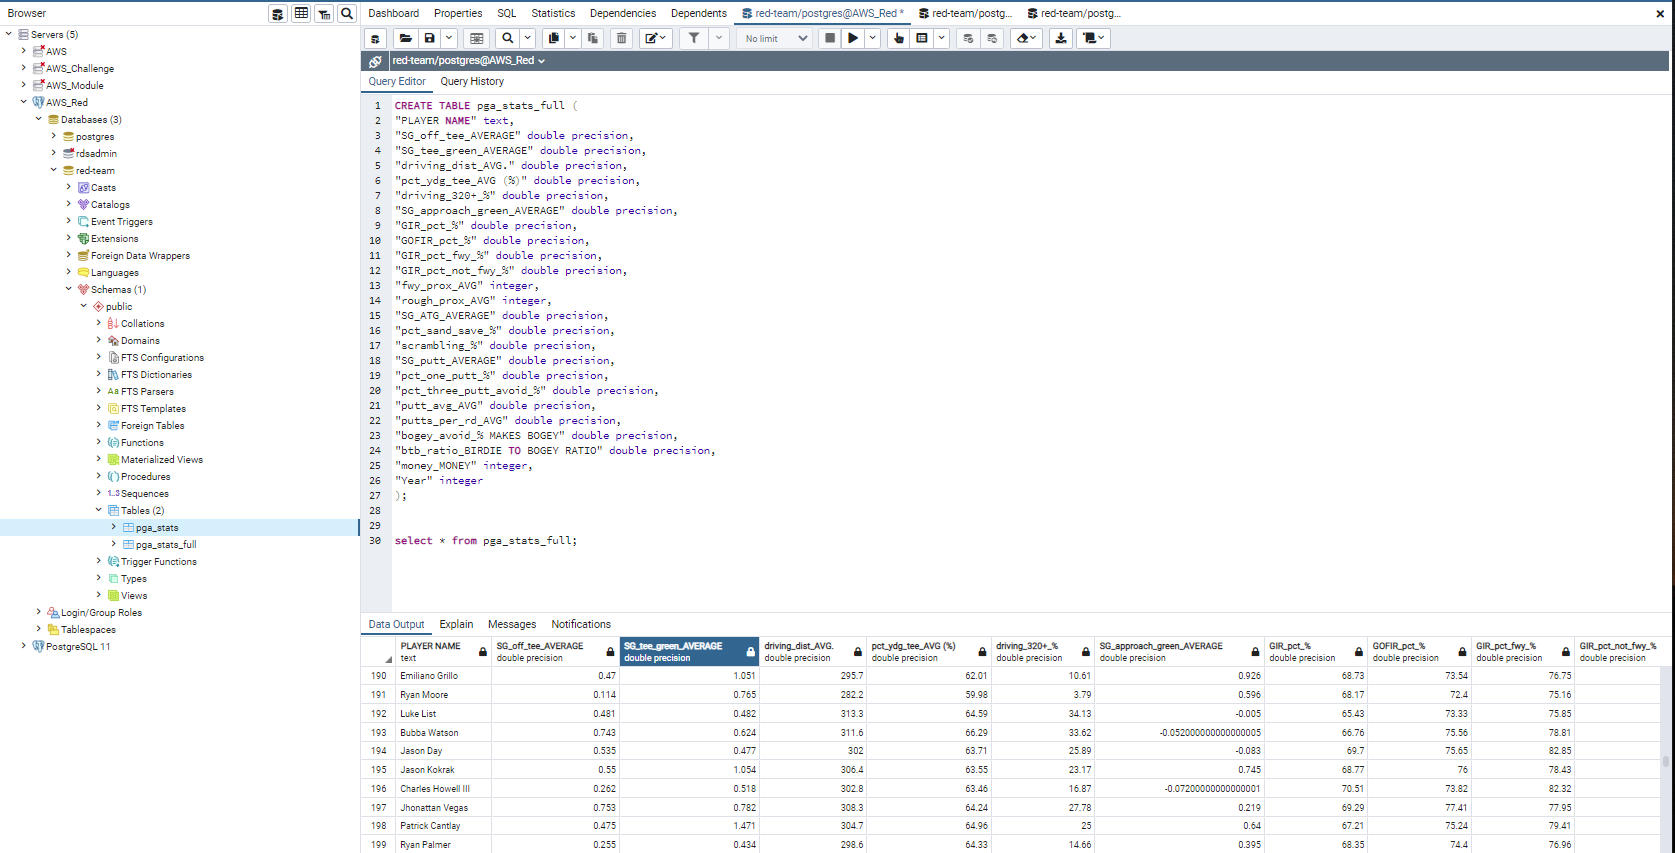 Browser
Servers (5)
AWS
AWS_Challenge
AWS_Module
AWS_Red
Databases (3)
postgres
rdsadmin
red-team
Casts
Catalogs
Event Triggers
Extensions
Foreign Data Wrappers
Languages
Schemas (1)
public
Collations
Domains
FTS Configurations
FTS Dictionaries
FTS Parsers
FTS Templates
Foreign Tables
Functions
Materialized Views
Procedures
1..3 Sequences
Tables (2)
pga_stats
pga_stats_full
Trigger Functions
Types
Views
Login/Group Roles
Tablespaces
PostgreSQL 11
Dashboard Properties SQL Statistics Dependencies Dependents red-team/postgres@AWS_Red * red-team/postg... red-team/postg...
No limit
red-team/postgres@AWS_Red
Query Editor Query History
1 CREATE TABLE pga_stats_full (
2 "PLAYER NAME" text,
3 "SG_off_tee_AVERAGE" double precision,
4 "SG_tee_green_AVERAGE" double precision,
5 "driving_dist_AVG." double precision,
6 "pct_ydg_tee_AVG (%)" double precision,
7 "driving_320+_%" double precision,
8 "SG_approach_green_AVERAGE" double precision,
9 "GIR_pct_%" double precision,
10 "GOFIR_pct_%" double precision,
11 "GIR_pct_fwy_%" double precision,
12 "GIR_pct_not_fwy_%" double precision,
13 "fwy_prox_AVG" integer,
14 "rough_prox_AVG" integer,
15 "SG_ATG_AVERAGE" double precision,
16 "pct_sand_save_%" double precision,
17 "scrambling_%" double precision,
18 "SG_putt_AVERAGE" double precision,
19 "pct_one_putt_%" double precision,
20 "pct_three_putt_avoid_%" double precision,
21 "putt_avg_AVG" double precision,
22 "putts_per_rd_AVG" double precision,
23 "bogey_avoid_% MAKES BOGEY" double precision,
24 "btb_ratio_BIRDIE TO BOGEY RATIO" double precision,
25 "money_MONEY" integer,
26 "Year" integer
27 );
28
29
30 select * from pga_stats_full;
Data Output Explain Messages Notifications
PLAYER NAME SG_off_tee_AVERAGE SG_tee_green_AVERAGE driving_dist_AVG. pct_ydg_tee_AVG (%) driving_320+_% SG_approach_green_AVERAGE GIR_pct_% GOFIR_pct_% GIR_pct_fwy_% GIR_pct_not_fwy_%
text double precision double precision double precision double precision double precision double precision double precision double precision double precision double precision
190 Emiliano Grillo 0.47 1.051 295.7 62.01 10.61 0.926 68.73 73.54 76.75
191 Ryan Moore 0.114 0.765 282.2 59.98 3.79 0.596 68.17 72.4 75.16
192 Luke List 0.481 0.482 313.3 64.59 34.13 -0.005 65.43 73.33 75.85
193 Bubba Watson 0.743 0.624 311.6 66.29 33.62 -0.052000000000000005 66.76 75.56 78.81
194 Jason Day 0.535 0.477 302 63.71 25.89 -0.083 69.7 75.65 82.85
195 Jason Kokrak 0.55 1.054 306.4 63.55 23.17 0.745 68.77 76 78.43
196 Charles Howell III 0.262 0.518 302.8 63.46 16.87 -0.07200000000000001 70.51 73.82 82.32
197 Jhonattan Vegas 0.753 0.782 308.3 64.24 27.78 0.219 69.29 77.41 77.95
198 Patrick Cantlay 0.475 1.471 304.7 64.96 25 0.64 67.21 75.24 79.41
199 Ryan Palmer 0.255 0.434 298.6 64.33 14.66 0.395 68.35 74.4 76.96